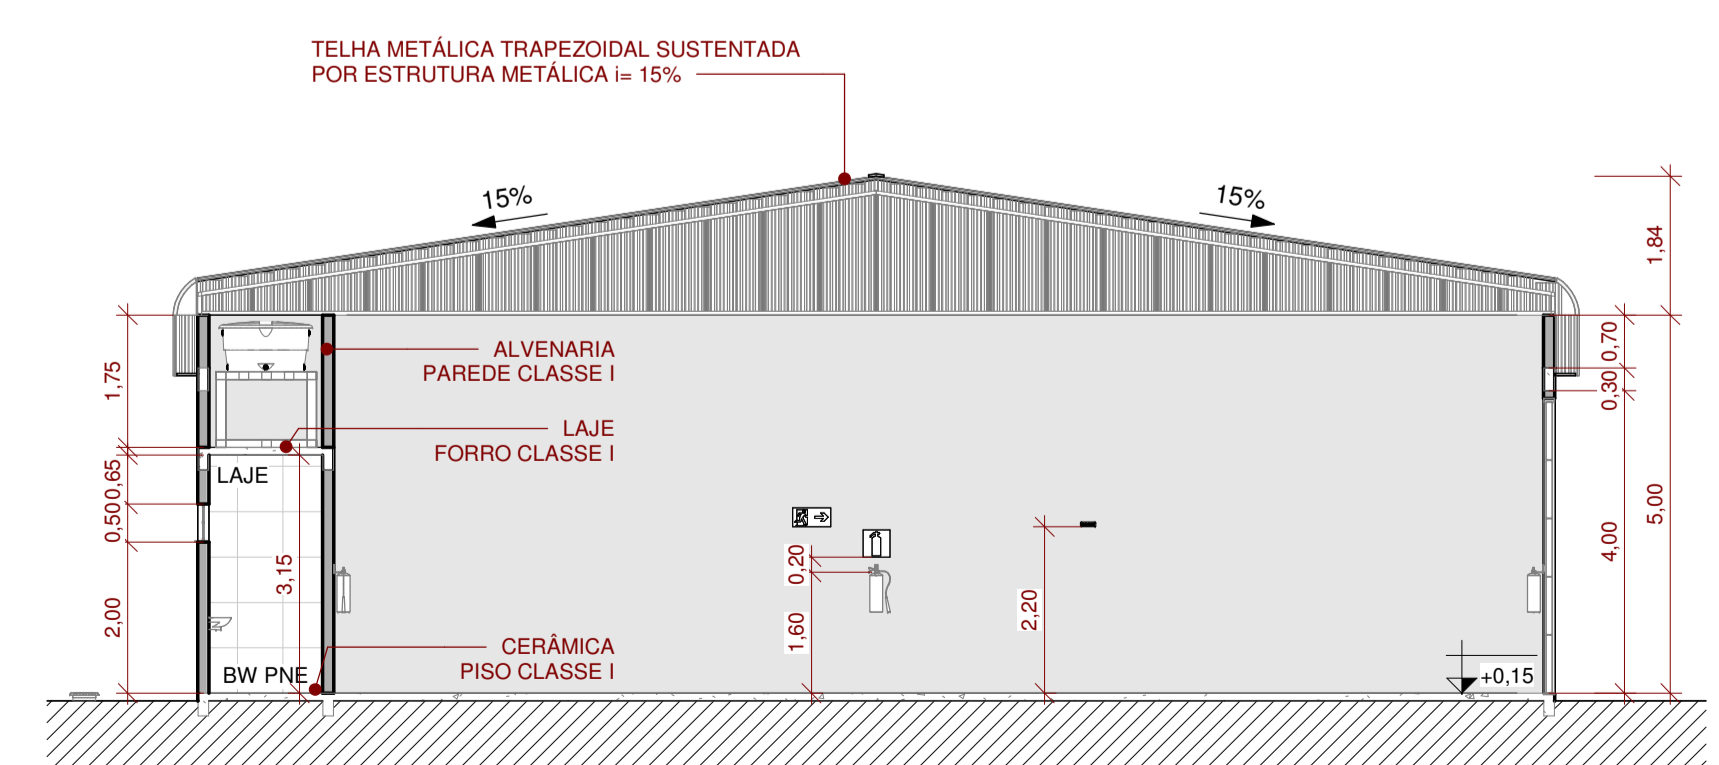 TELHA METÁLICA TRAPEZOIDAL SUSTENTADA
POR ESTRUTURA METÁLICA i= 15%
15%
15%
1,84
ALVENARIA
PAREDE CLASSE I
0,70
1,75
0,30
LAJE
FORRO CLASSE I
LAJE
0,65
0,50
5,00
4,00
3,15
0,20
2,20
2,00
1,60
CERÂMICA
PISO CLASSE I
BW PNE
+0,15